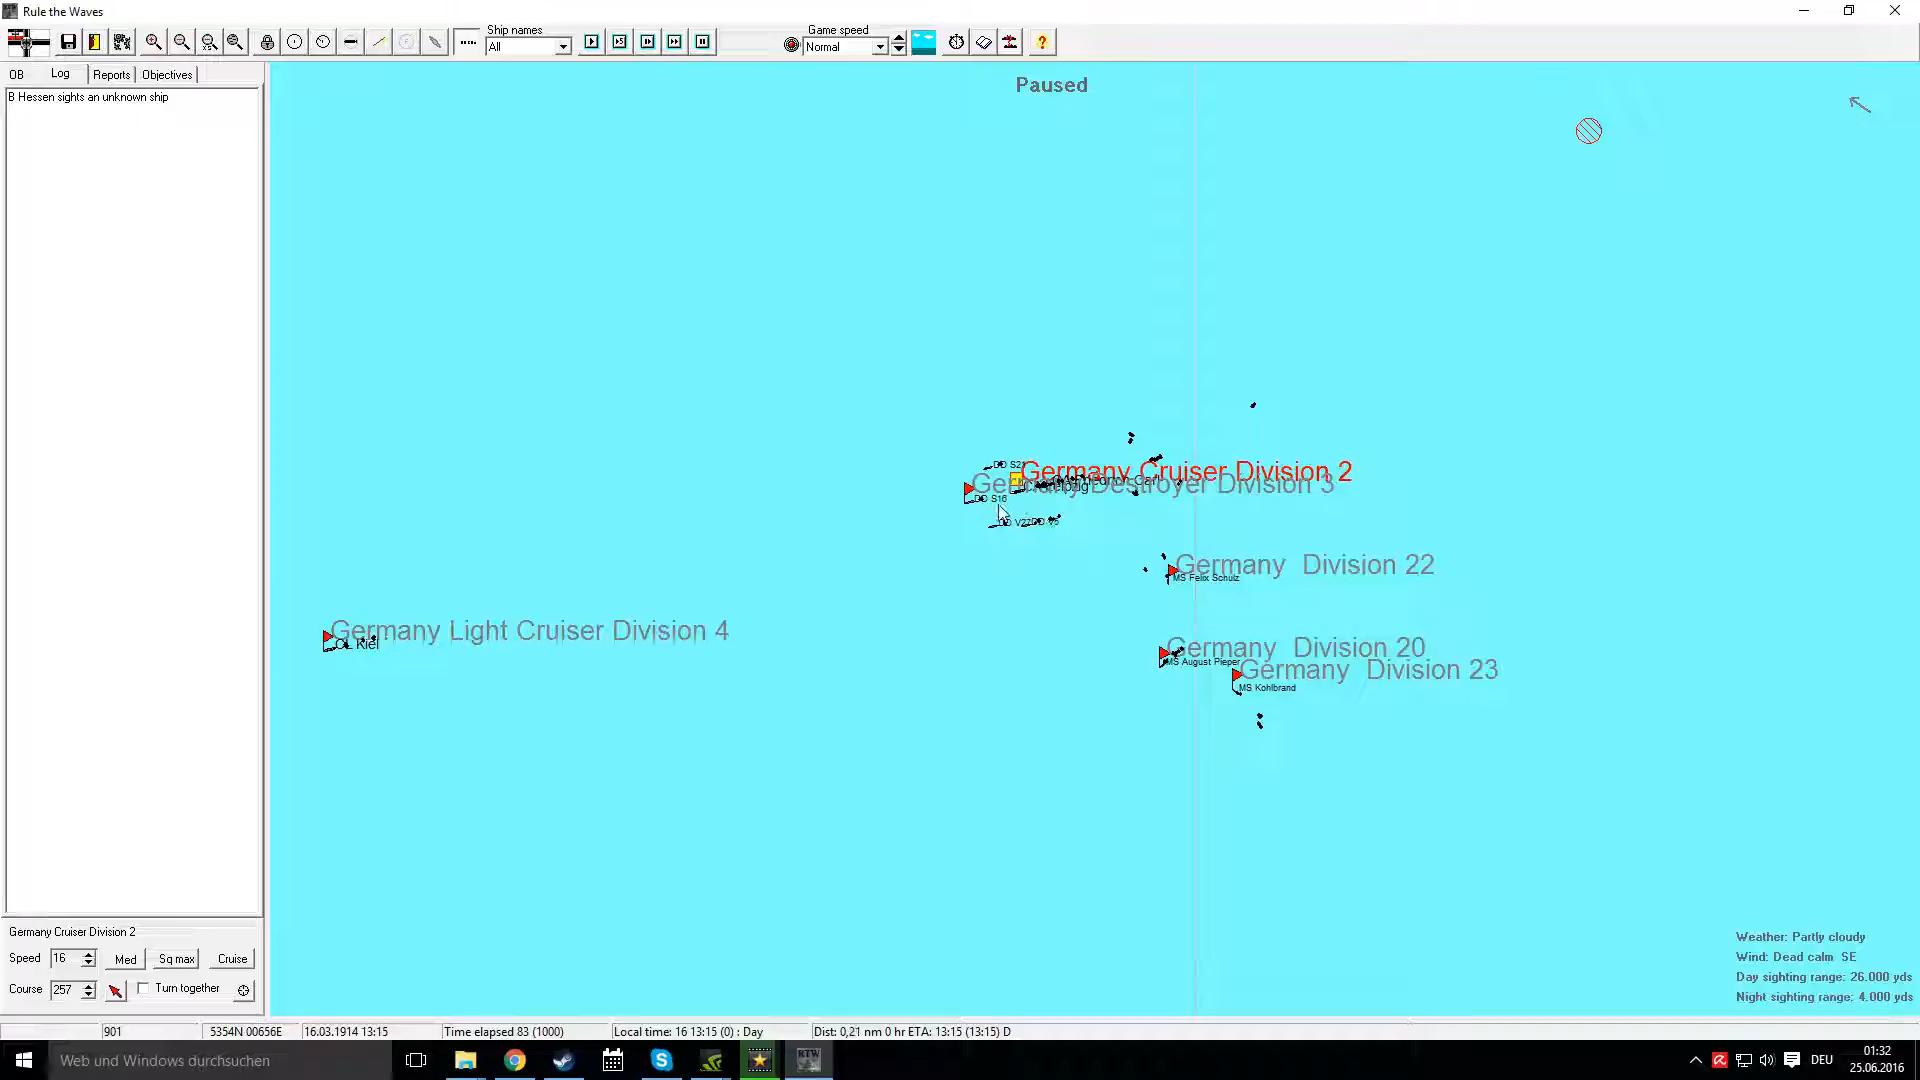 Rule the Waves
Ship names
All
Game speed
Normal
OB Log Reports Objectives
B Hessen sights an unknown ship
Paused
DD S2
Germany Cruiser Division 2
Germany Destroyer Division 3
DD S16
DD V27
Germany Division 22
MS Felix Schulz
Germany Light Cruiser Division 4
CL Kiel
Germany Division 20
MS August Pieper
Germany Division 23
MS Kohlbrand
Germany Cruiser Division 2
Speed 16 Med Sq max Cruise
Course 257 Turn together
Weather: Partly cloudy
Wind: Dead calm SE
Day sighting range: 26.000 yds
Night sighting range: 4.000 yds
901 5354N 00656E 16.03.1914 13:15 Time elapsed 83 (1000) Local time: 16 13:15 (0) : Day Dist: 0,21 nm 0 hr ETA: 13:15 (13:15) D
Web und Windows durchsuchen
RTW
DEU
01:32
25.06.2016